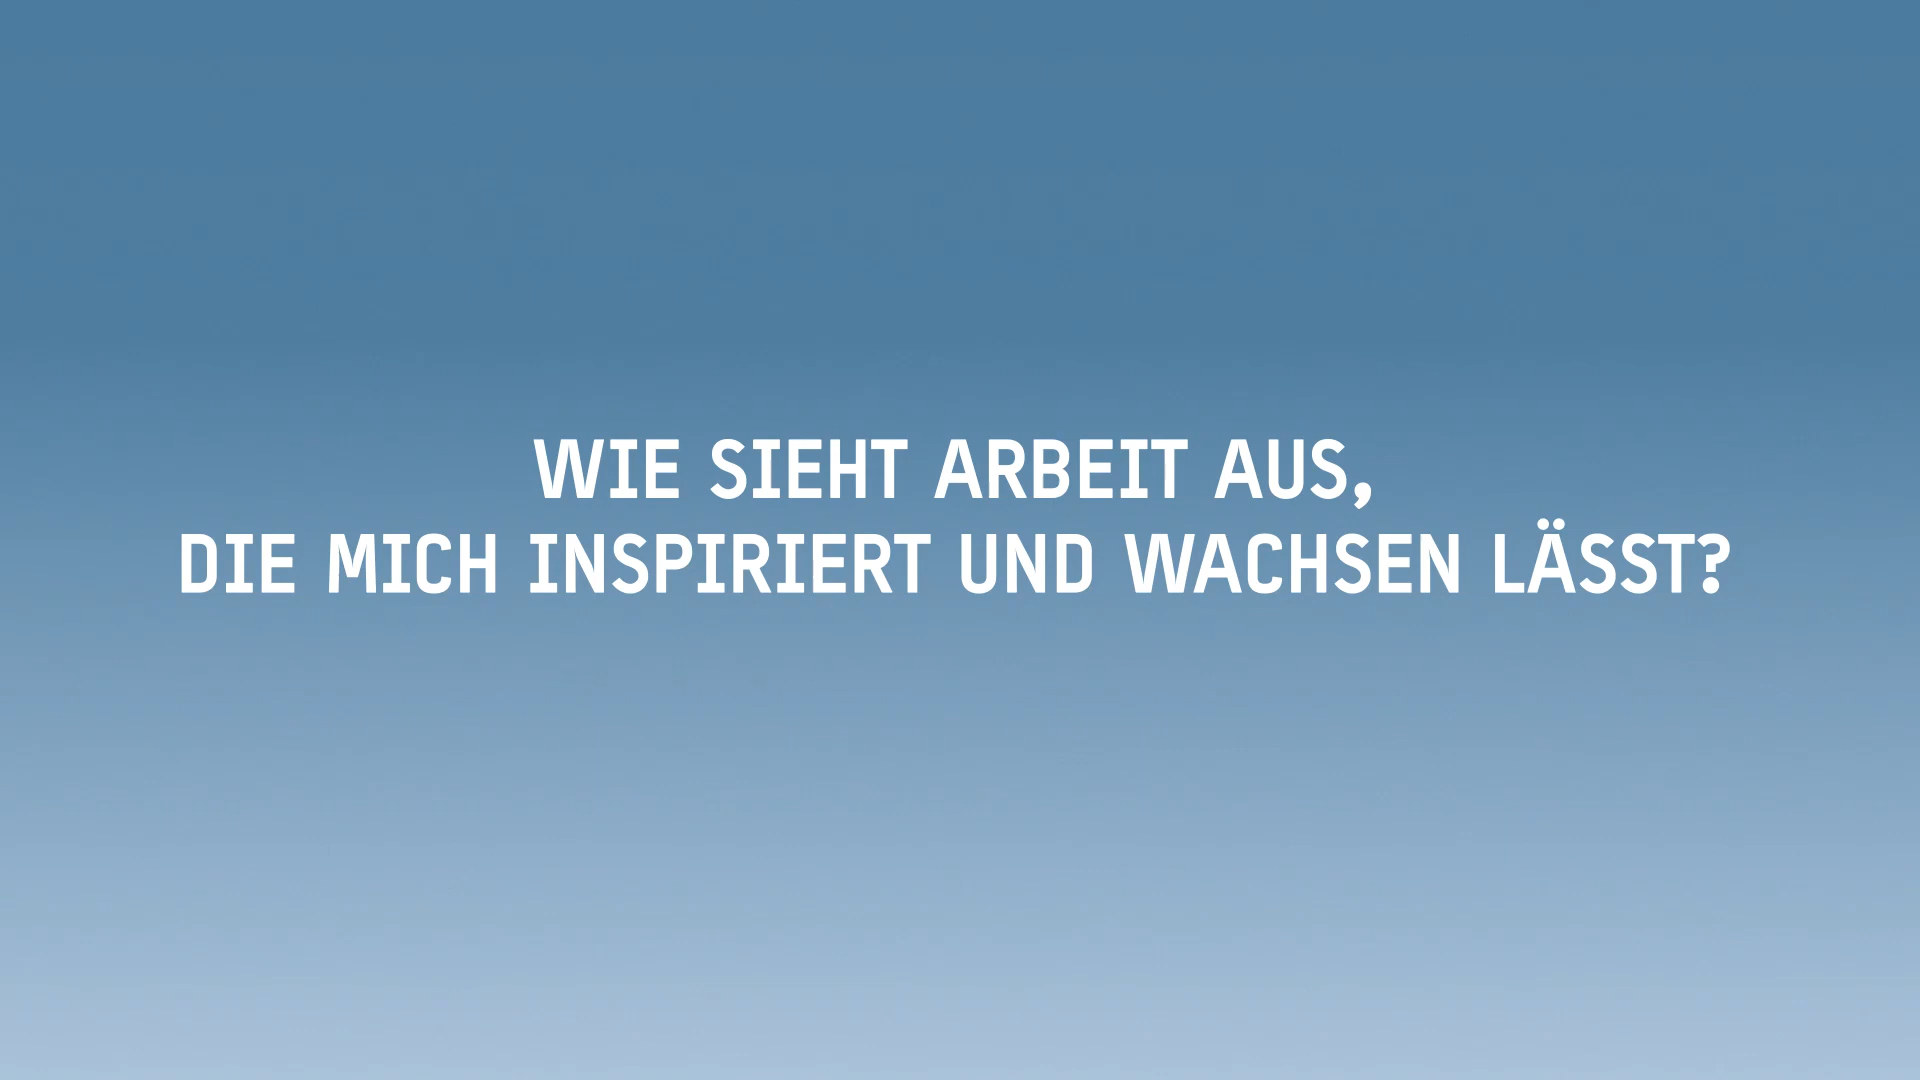 WIE SIEHT ARBEIT AUS,
DIE MICH INSPIRIERT UND WACHSEN LÄSST?